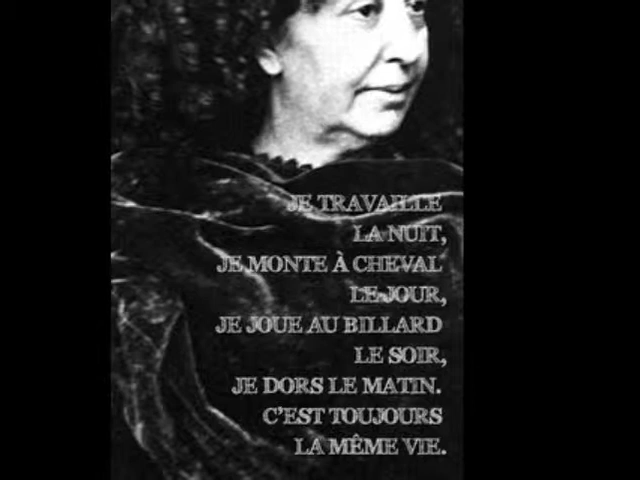 JE TRAVAILLE
LA NUIT,
JE MONTE À CHEVAL
LE JOUR,
JE JOUE AU BILLARD
LE SOIR,
JE DORS LE MATIN.
C'EST TOUJOURS
LA MÊME VIE.